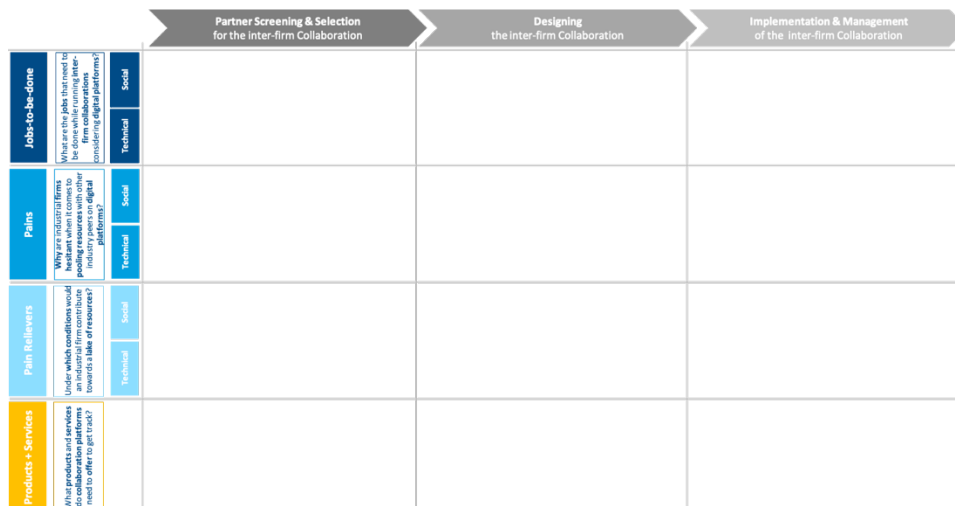 Partner Screening & Selection
for the inter-firm Collaboration
Designing
the inter-firm Collaboration
Implementation & Management
of the inter-firm Collaboration
Jobs-to-be-done
What are the jobs that need to
be done while running inter-
firm collaborations
considering digital platforms?
Social
Technical
Pains
Why are industrial firms
hesitant when it comes to
pooling resources with other
industry peers on digital
platforms?
Social
Technical
Pain Relievers
Under which conditions would
an industrial firm contribute
towards a lake of resources?
Social
Technical
Products + Services
What products and services
do collaboration platforms
need to offer to get track?